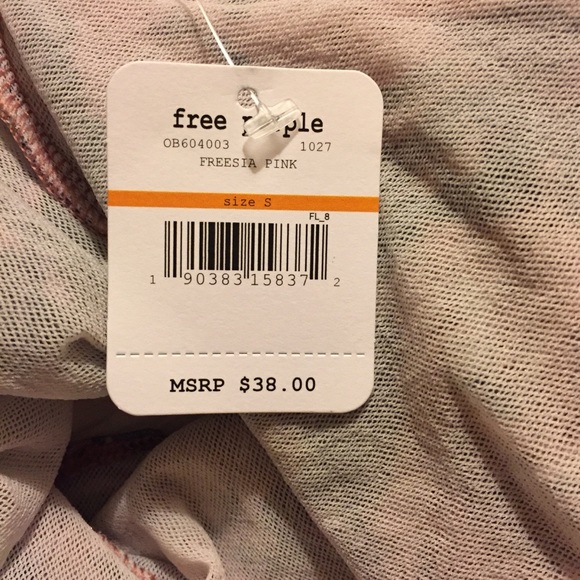 free people
OB604003 1027
FREESIA PINK
size S
FL_8
1 90383 15837 2
MSRP $38.00